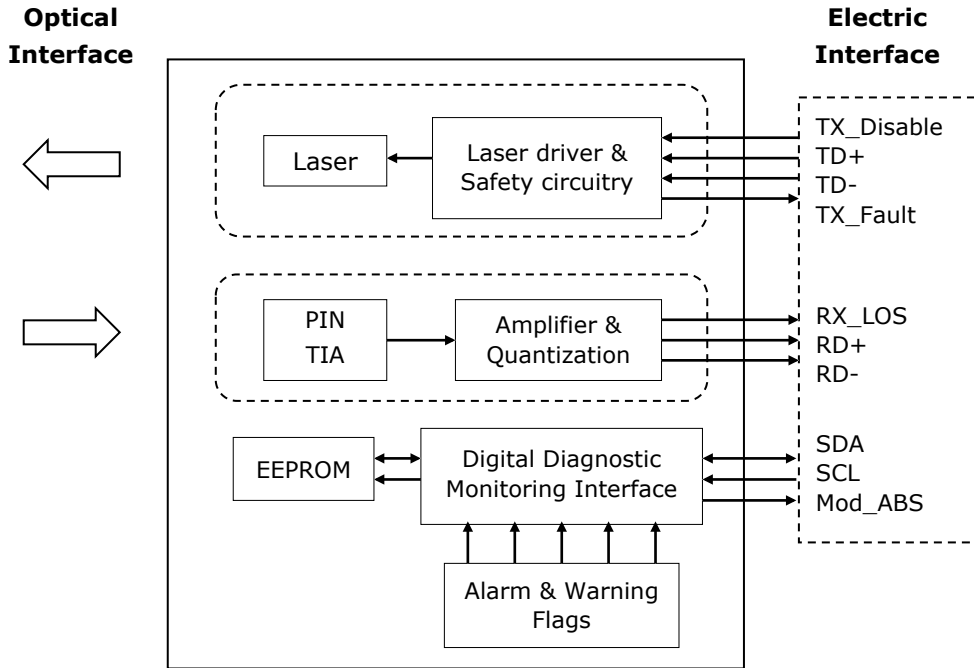 Optical
Interface
Electric
Interface
Laser
Laser driver &
Safety circuitry
TX_Disable
TD+
TD-
TX_Fault
PIN
TIA
Amplifier &
Quantization
RX_LOS
RD+
RD-
EEPROM
Digital Diagnostic
Monitoring Interface
SDA
SCL
Mod_ABS
Alarm & Warning
Flags